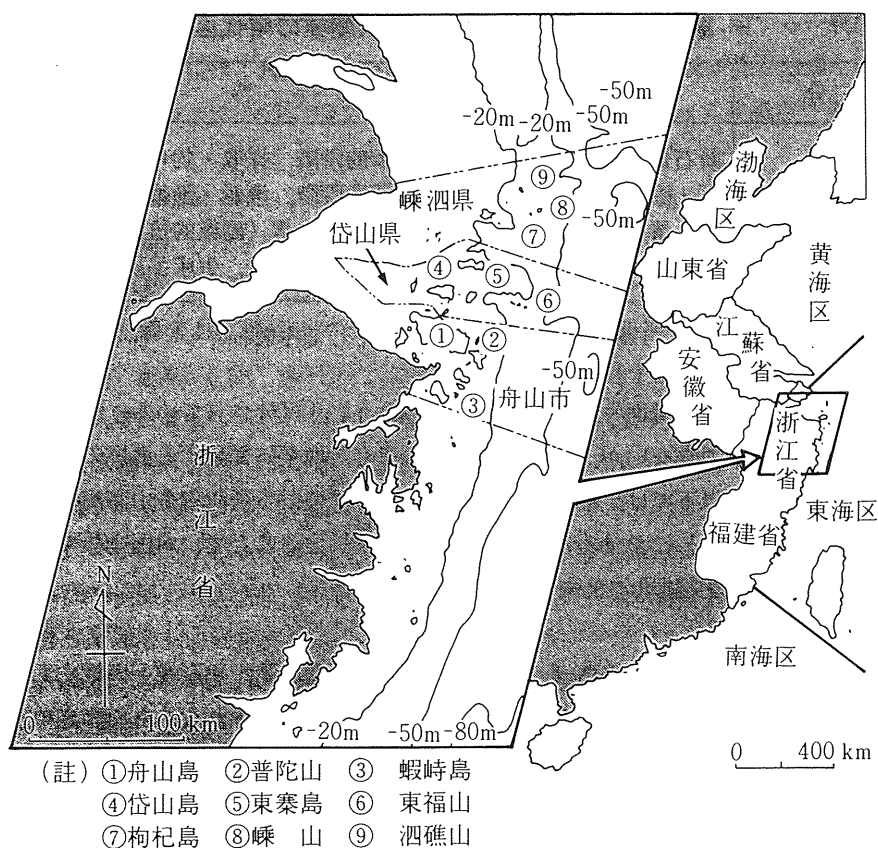 -50m
-20m
-20m
-50m
⑨
嵊泗県
⑧
-50m
⑦
岱山県
④
⑤
⑥
①
②
-50m
③
舟山市
浙
江
省
N
0
100 km
-20m
-50m
-80m
渤海区
黄海区
山東省
江蘇省
安徽省
浙江省
東海区
福建省
南海区
0
400 km
(註) ①舟山島 ②普陀山 ③ 蝦峙島
④岱山島 ⑤東寨島 ⑥ 東福山
⑦枸杞島 ⑧嵊 山 ⑨ 泗礁山